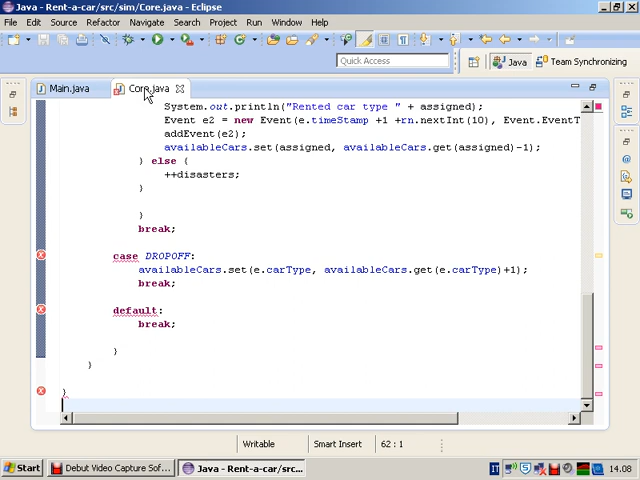 Java - Rent-a-car/src/sim/Core.java - Eclipse
File Edit Source Refactor Navigate Search Project Run Window Help
Quick Access
Java Team Synchronizing
Main.java Core.java
System.out.println("Rented car type " + assigned);
Event e2 = new Event(e.timeStamp +1 +rn.nextInt(10), Event.EventT
addEvent(e2);
availableCars.set(assigned, availableCars.get(assigned)-1);
} else {
++disasters;
}
}
break;
case DROPOFF:
availableCars.set(e.carType, availableCars.get(e.carType)+1);
break;
default:
break;
}
}
}
Writable Smart Insert 62 : 1
Start Debut Video Capture Sof... Java - Rent-a-car/src... IT 14.08